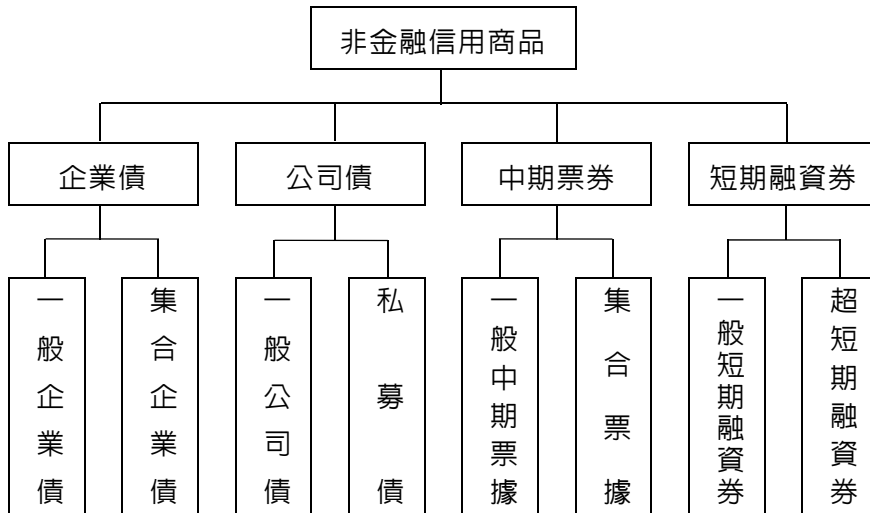 非金融信用商品
企業債
公司債
中期票券
短期融資券
一般企業債
集合企業債
一般公司債
私募債
一般中期票據
集合票據
一般短期融資券
超短期融資券